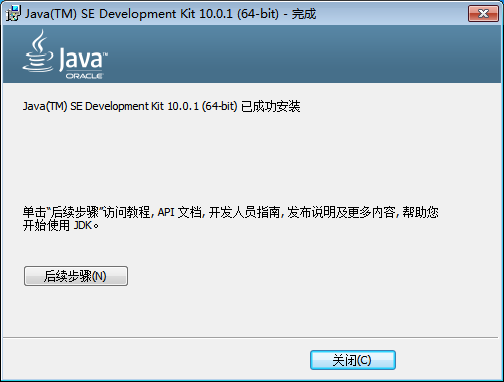 Java(TM) SE Development Kit 10.0.1 (64-bit) - 完成
Java™
ORACLE
Java(TM) SE Development Kit 10.0.1 (64-bit) 已成功安装
单击“后续步骤”访问教程, API 文档, 开发人员指南, 发布说明及更多内容, 帮助您
开始使用 JDK。
后续步骤(N)
关闭(C)